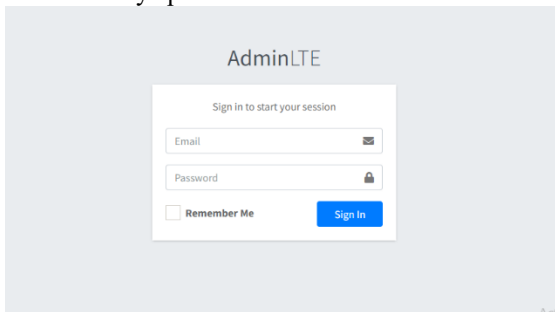 AdminLTE
Sign in to start your session
Email
Password
Remember Me
Sign In